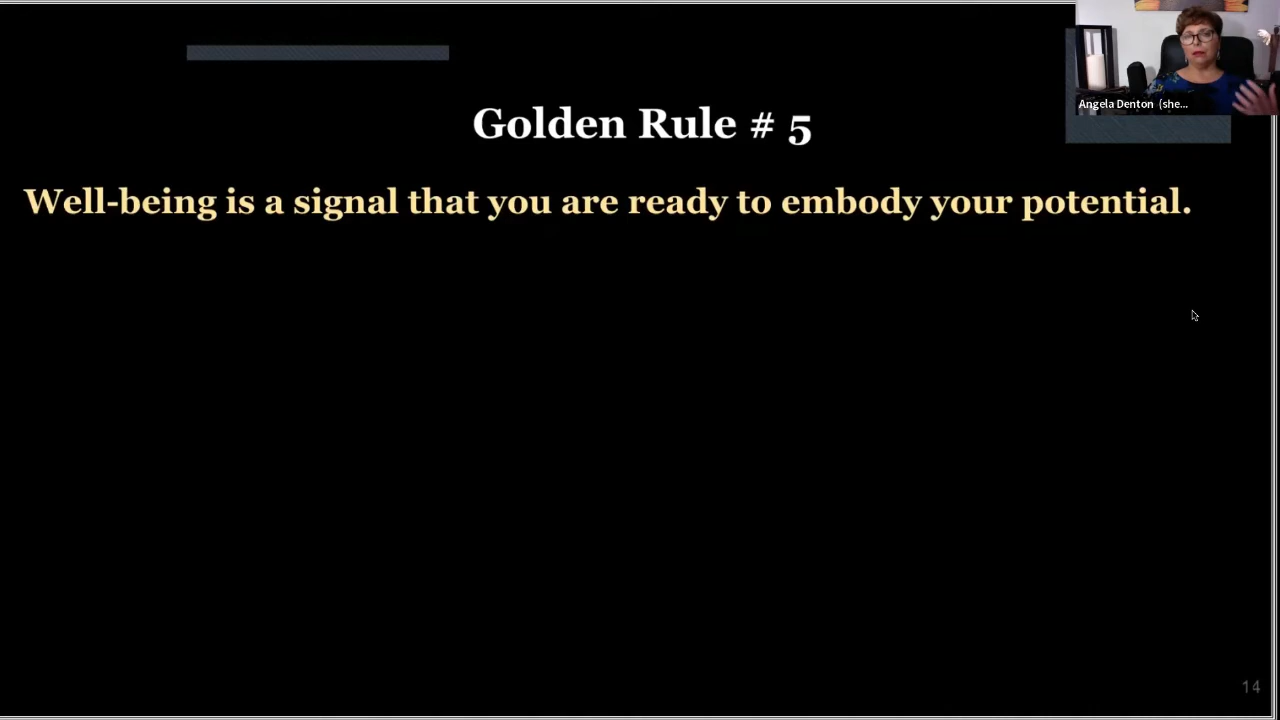 Angela Denton (she...
Golden Rule # 5
Well-being is a signal that you are ready to embody your potential.
14